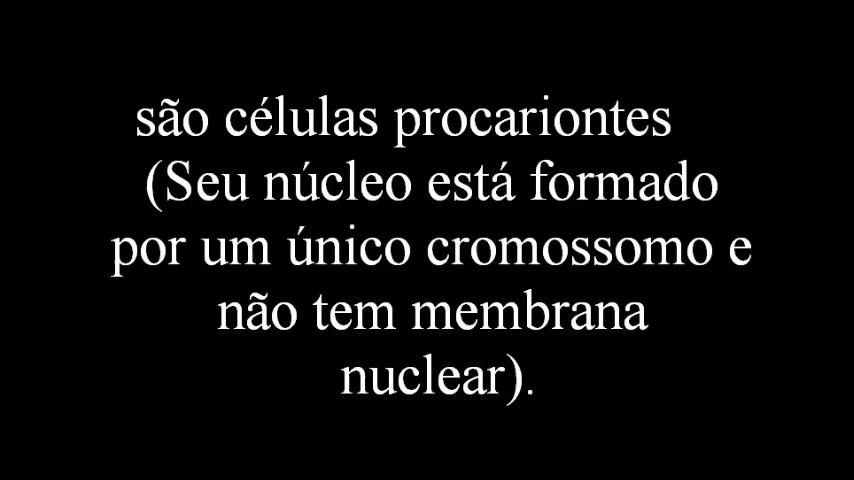 são células procariontes
(Seu núcleo está formado
por um único cromossomo e
não tem membrana
nuclear).